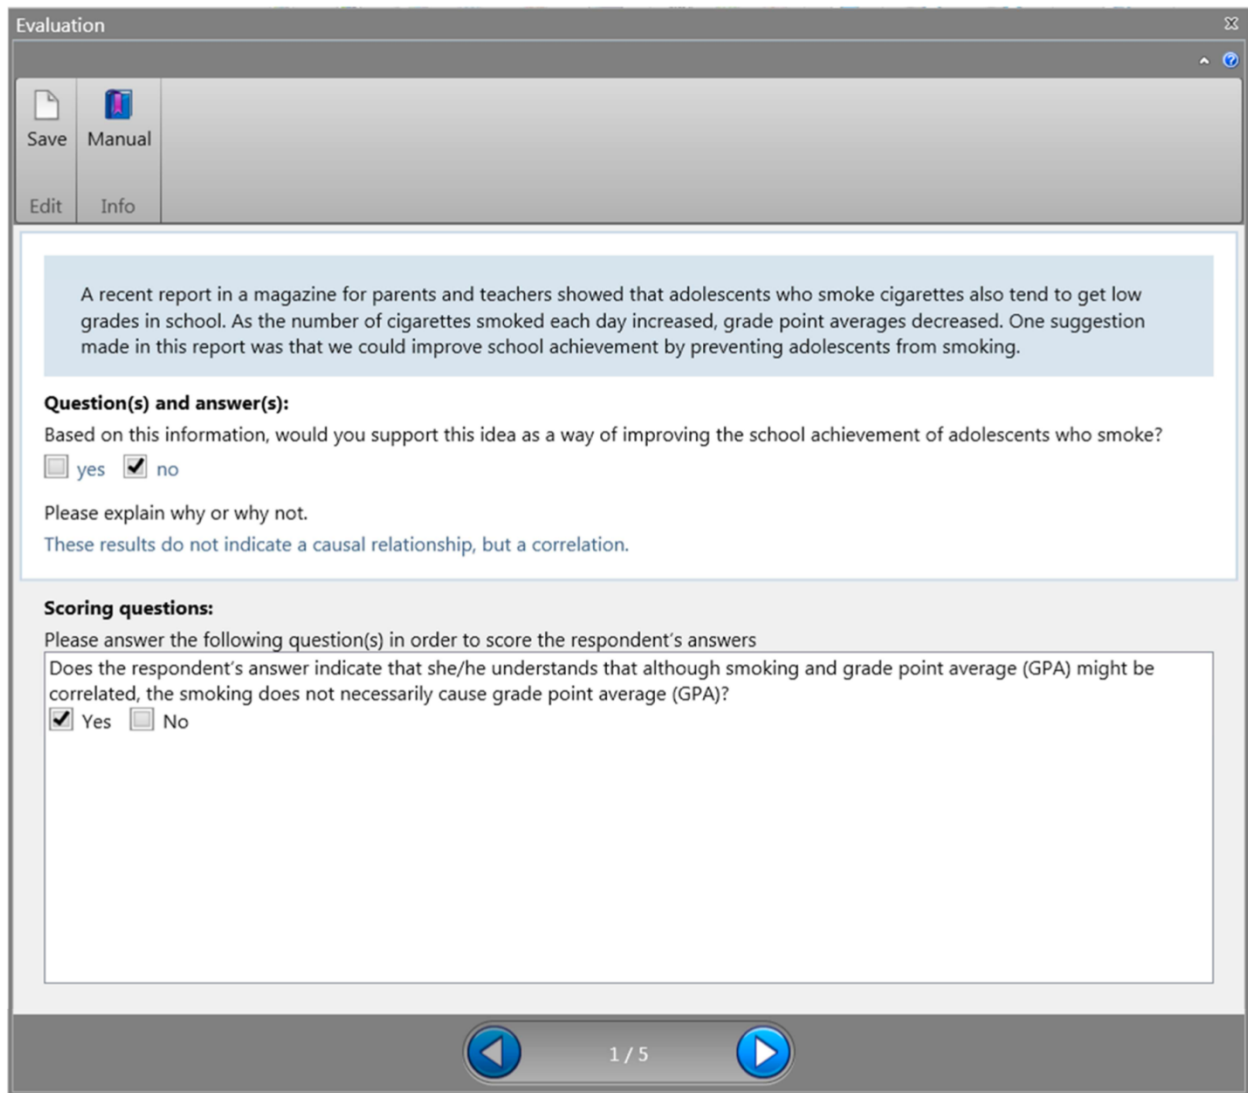 Evaluation
Save
Manual
Edit
Info
A recent report in a magazine for parents and teachers showed that adolescents who smoke cigarettes also tend to get low
grades in school. As the number of cigarettes smoked each day increased, grade point averages decreased. One suggestion
made in this report was that we could improve school achievement by preventing adolescents from smoking.
Question(s) and answer(s):
Based on this information, would you support this idea as a way of improving the school achievement of adolescents who smoke?
yes no
Please explain why or why not.
These results do not indicate a causal relationship, but a correlation.
Scoring questions:
Please answer the following question(s) in order to score the respondent's answers
Does the respondent's answer indicate that she/he understands that although smoking and grade point average (GPA) might be
correlated, the smoking does not necessarily cause grade point average (GPA)?
Yes No
1 / 5